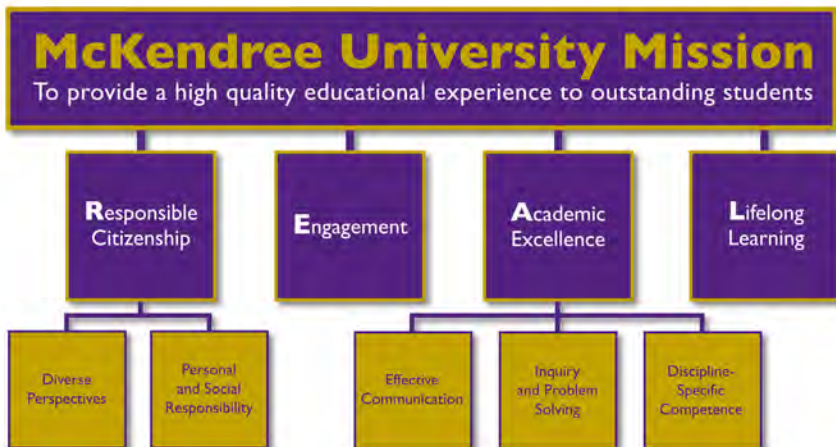 McKendree University Mission
To provide a high quality educational experience to outstanding students
Responsible
Citizenship
Engagement
Academic
Excellence
Lifelong
Learning
Diverse
Perspectives
Personal
and Social
Responsibility
Effective
Communication
Inquiry
and Problem
Solving
Discipline-
Specific
Competence